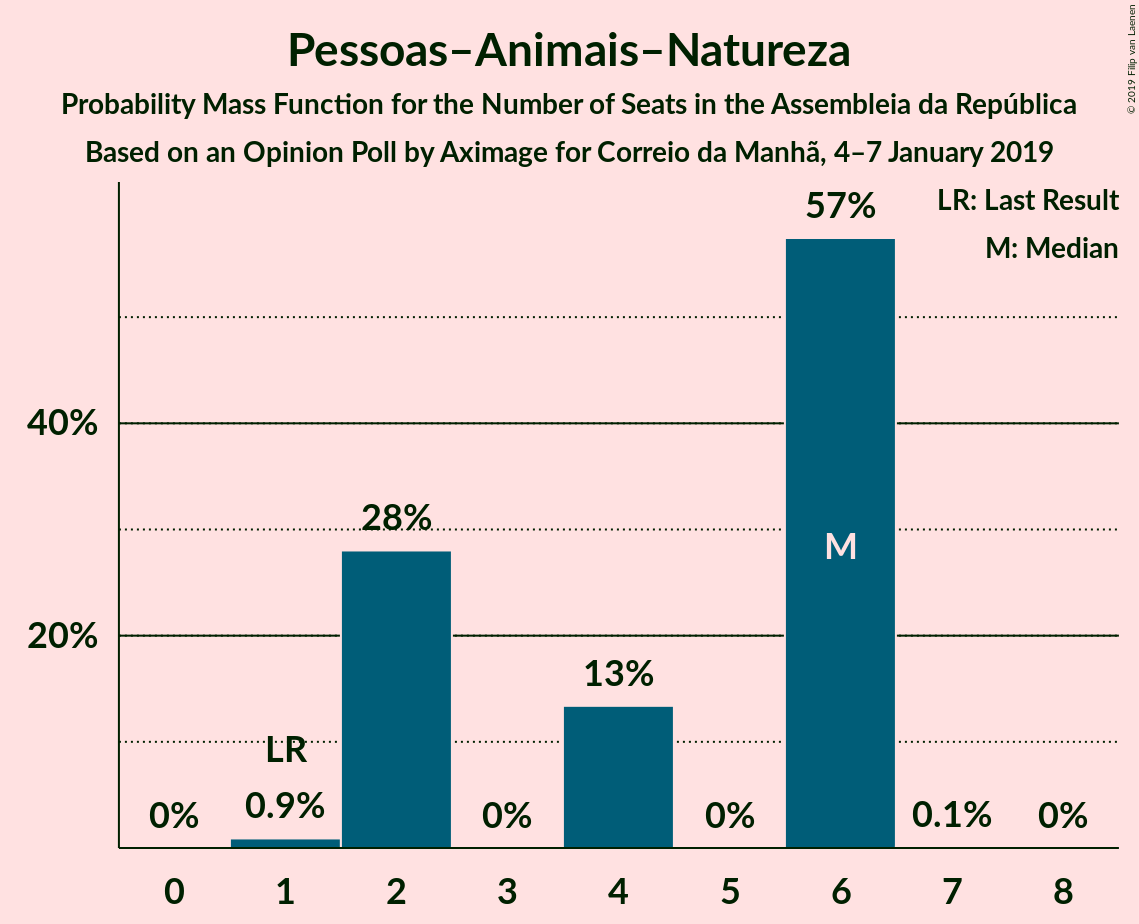 Pessoas–Animais–Natureza
Probability Mass Function for the Number of Seats in the Assembleia da República
Based on an Opinion Poll by Aximage for Correio da Manhã, 4–7 January 2019
© 2019 Filip van Laenen
LR: Last Result
M: Median
57%
40%
28%
M
20%
13%
LR
0% 0.9% 0% 0% 0.1% 0%
0 1 2 3 4 5 6 7 8